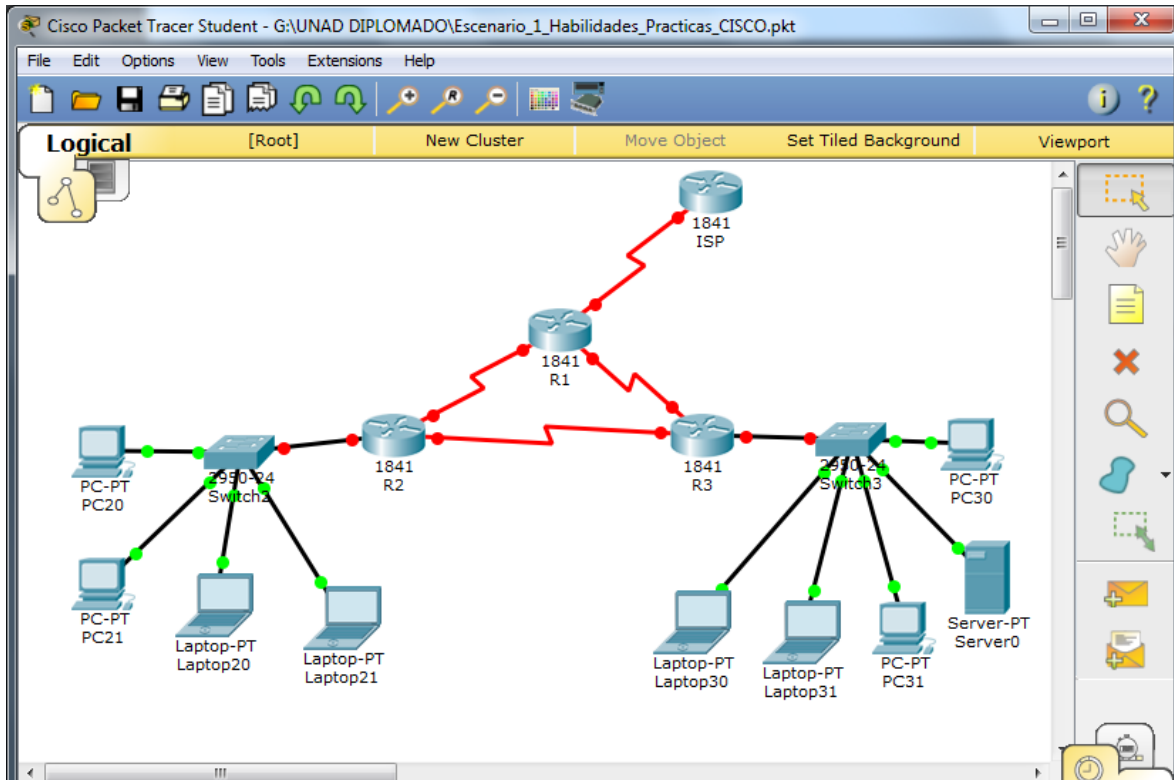 Cisco Packet Tracer Student - G:\UNAD DIPLOMADO\Escenario_1_Habilidades_Practicas_CISCO.pkt
File Edit Options View Tools Extensions Help
R
i ?
Logical [Root] New Cluster Move Object Set Tiled Background Viewport
1841
ISP
1841
R1
1841
R2
1841
R3
2950-24
Switch2
2950-24
Switch3
PC-PT
PC20
PC-PT
PC30
PC-PT
PC21
Laptop-PT
Laptop20
Laptop-PT
Laptop21
Laptop-PT
Laptop30
Laptop-PT
Laptop31
PC-PT
PC31
Server-PT
Server0